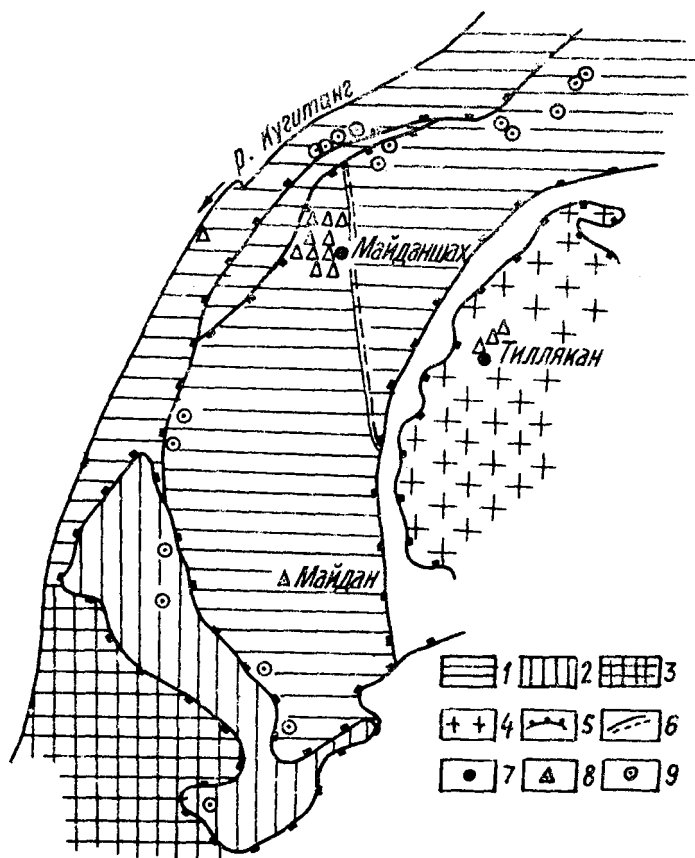 р. Кугитанг
Майданшах
Тиллякан
Майдан
1 2 3
4 5 6
7 8 9